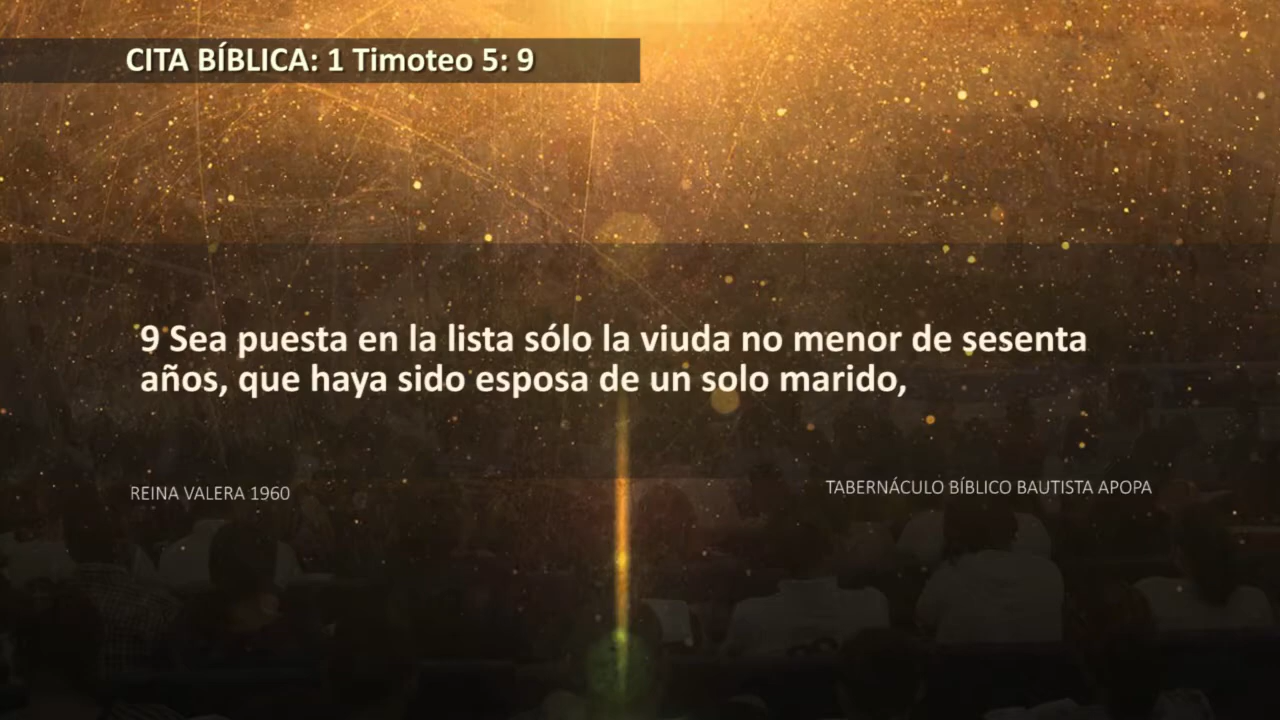 CITA BÍBLICA: 1 Timoteo 5: 9
9 Sea puesta en la lista sólo la viuda no menor de sesenta
años, que haya sido esposa de un solo marido,
REINA VALERA 1960
TABERNÁCULO BÍBLICO BAUTISTA APOPA